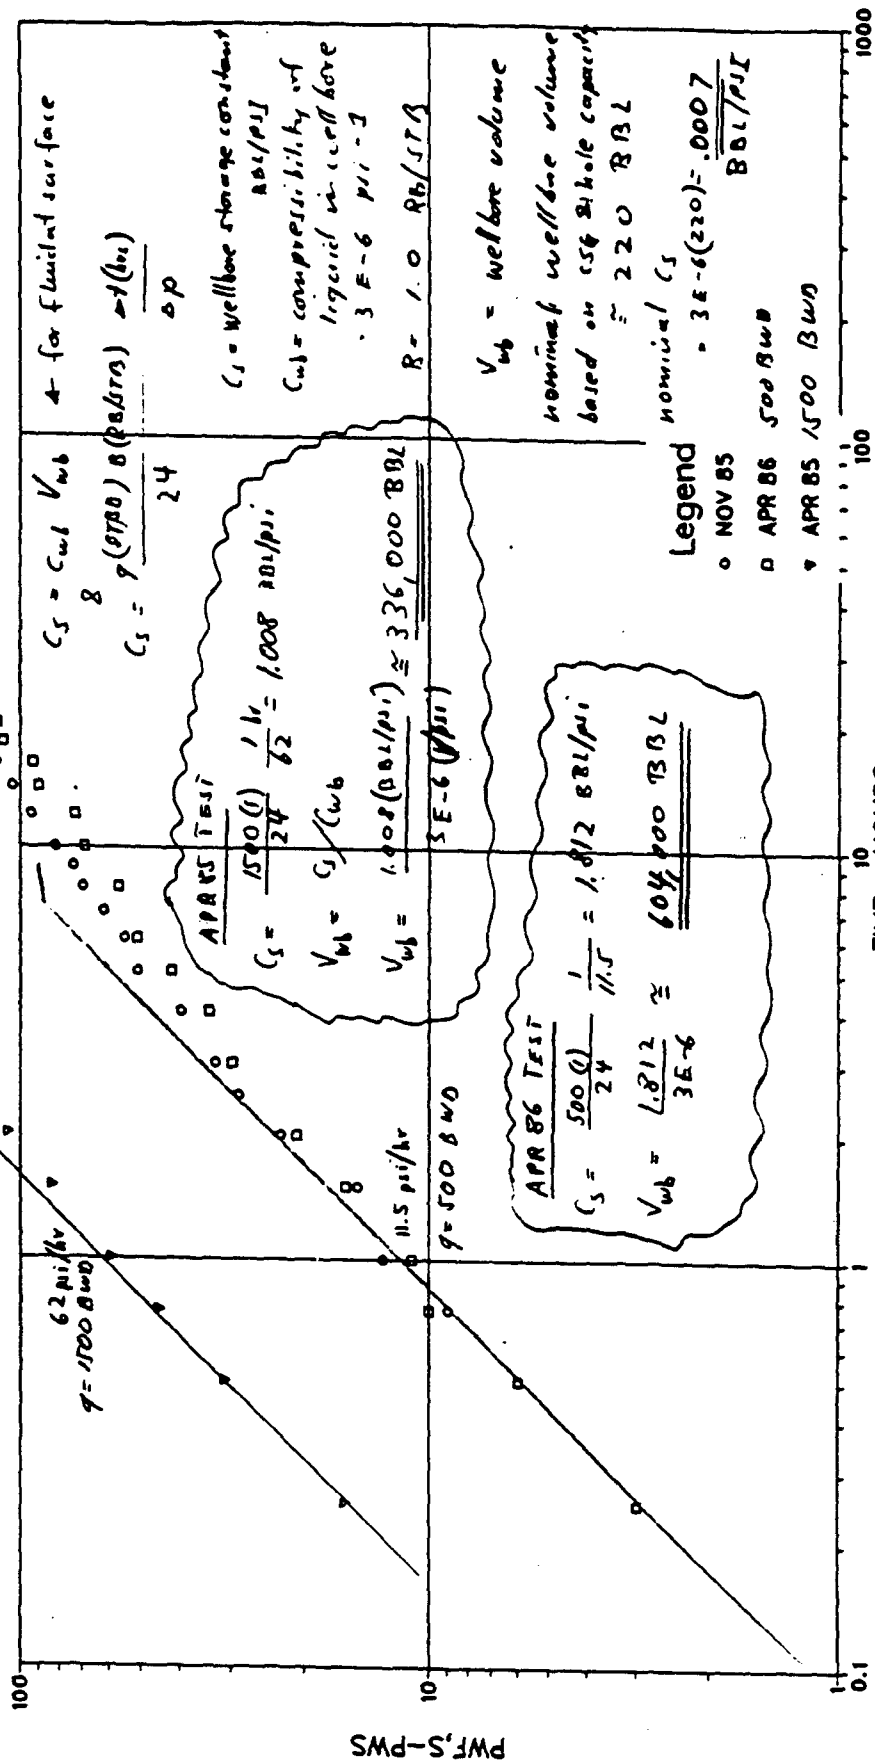 PWF,S-PWS
100
10
1
0.1
1
10
100
1000
62 psi/hr
q = 1500 BWD
11.5 psi/hr
q = 500 BWD
Cs = Cwb Vwb ← for fluid at surface
8
Cs = q(STBD) B(RB/STB) Δt(hrs)
24 Δp
Cs = wellbore storage constant
BBL/PSI
Cwb = compressibility of
liquid in wellbore
= 3 E-6 psi -1
B = 1.0 RB/STB
Vwb = wellbore volume
nominal wellbore volume
based on csg & hole capacity
≅ 220 BBL
nominal Cs
= 3E-6(220) = .0007
BBL/PSI
APR 85 TEST
Cs = 1500(1) 1 hr = 1.008 BBL/psi
24 62
Vwb = Cs/Cwb
Vwb = 1.008(BBL/psi) ≅ 336,000 BBL
3E-6(1/psi)
APR 86 TEST
Cs = 500(1) 1 = 1.812 BBL/psi
24 11.5
Vwb = 1.812 ≅ 604,000 BBL
3E-6
Legend
○ NOV 85
□ APR 86 500 BWD
▼ APR 85 1500 BWD